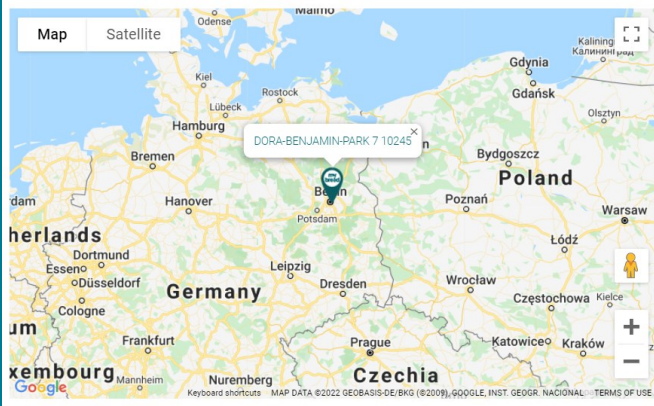 Malmö
Odense
Map
Satellite
Kaliningrad
Калининград
Gdynia
Kiel
Gdańsk
Rostock
Olsztyn
Lübeck
Hamburg
DORA-BENJAMIN-PARK 7 10245
Bremen
Bydgoszcz
Poland
Berlin
Hanover
Poznań
Warsaw
Potsdam
Łódź
Dortmund
Essen
Leipzig
Düsseldorf
Germany
Dresden
Wrocław
Częstochowa
Kielce
Cologne
Frankfurt
Prague
Katowice
Kraków
Mannheim
Nuremberg
Czechia
Google
Keyboard shortcuts MAP DATA ©2022 GEOBASIS-DE/BKG (©2009), GOOGLE, INST. GEOGR. NACIONAL TERMS OF USE